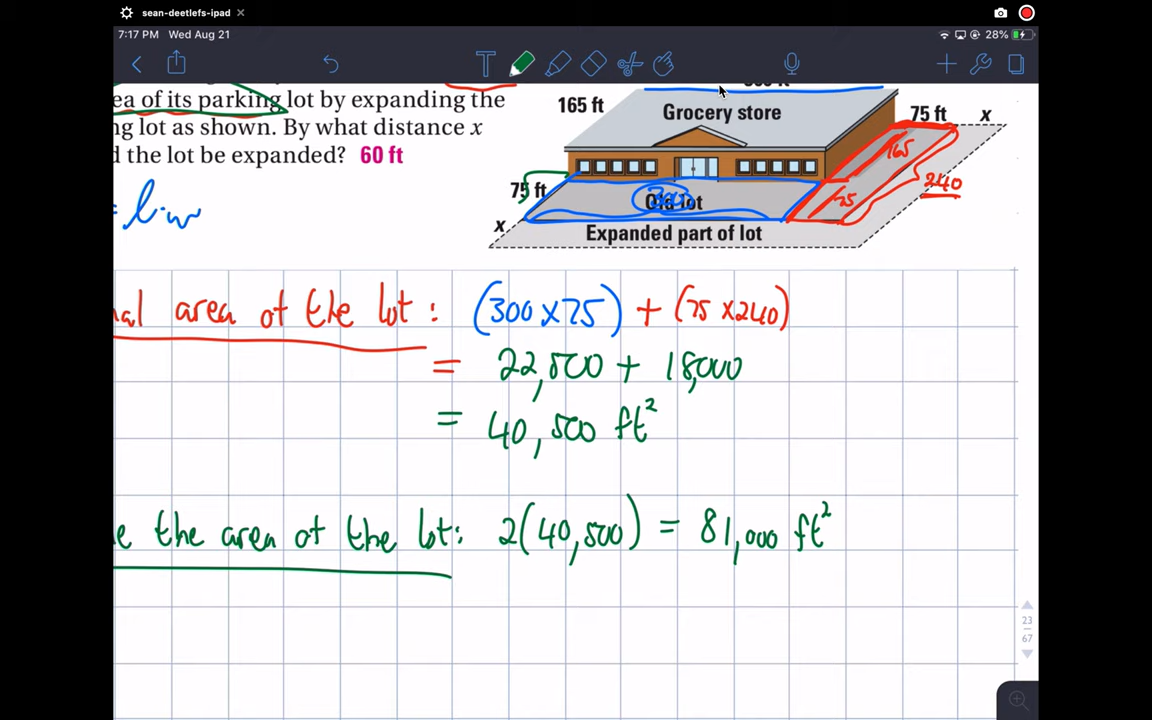 sean-deetlefs-ipad
7:17 PM Wed Aug 21
28%
ea of its parking lot by expanding the
ng lot as shown. By what distance x
d the lot be expanded? 60 ft
= l·w
165 ft
Grocery store
75 ft
x
165
240
75 ft
300
75
Old lot
x
Expanded part of lot
nal area of the lot: (300 x 75) + (75 x 240)
= 22,500 + 18,000
= 40,500 ft²
e the area of the lot: 2(40,500) = 81,000 ft²
23
67